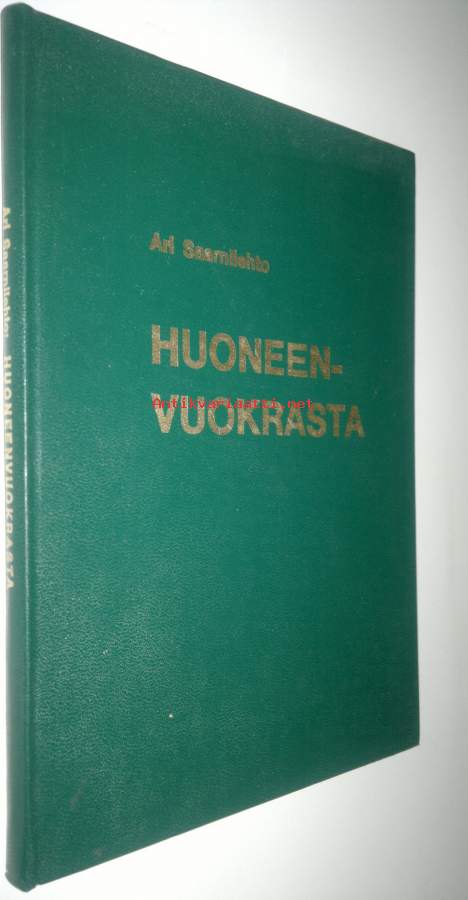 Ari Saarnilehto
HUONEEN-
VUOKRASTA
Antikvariaatti.net
Ari Saarnilehto: HUONEENVUOKRASTA